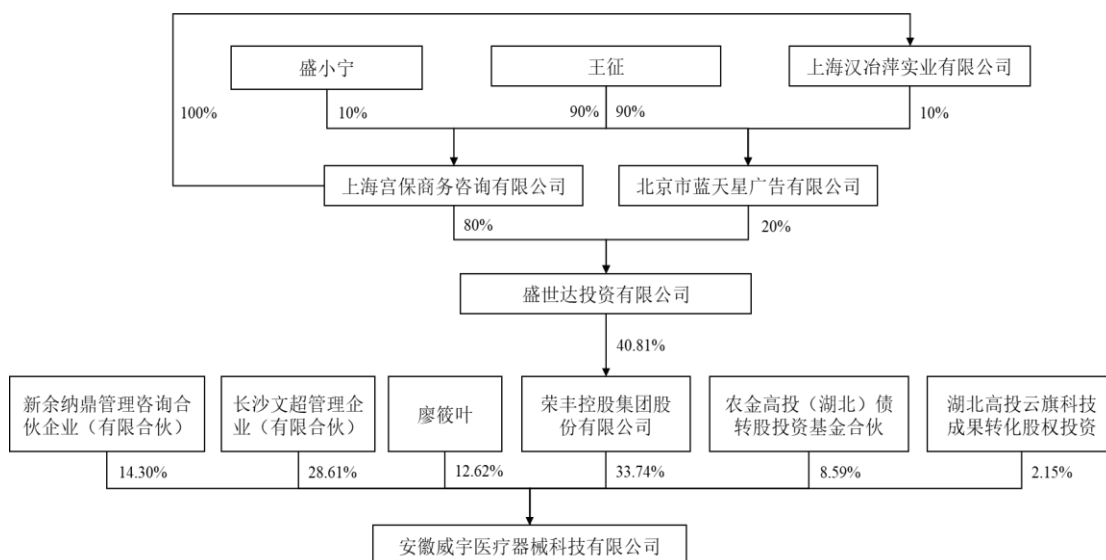 盛小宁
王征
上海汉冶萍实业有限公司
100%
10%
90%
90%
10%
上海宫保商务咨询有限公司
北京市蓝天星广告有限公司
80%
20%
盛世达投资有限公司
40.81%
新余纳鼎管理咨询合
伙企业（有限合伙）
长沙文超管理企
业（有限合伙）
廖筱叶
荣丰控股集团股
份有限公司
农金高投（湖北）债
转股投资基金合伙
湖北高投云旗科技
成果转化股权投资
14.30%
28.61%
12.62%
33.74%
8.59%
2.15%
安徽威宇医疗器械科技有限公司